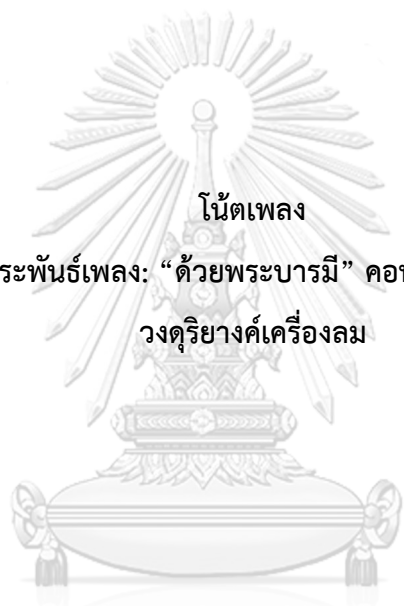 โน้ตเพลง
ระพันธ์เพลง: “ด้วยพระบารมี”
วงดุริยางค์เครื่องลม